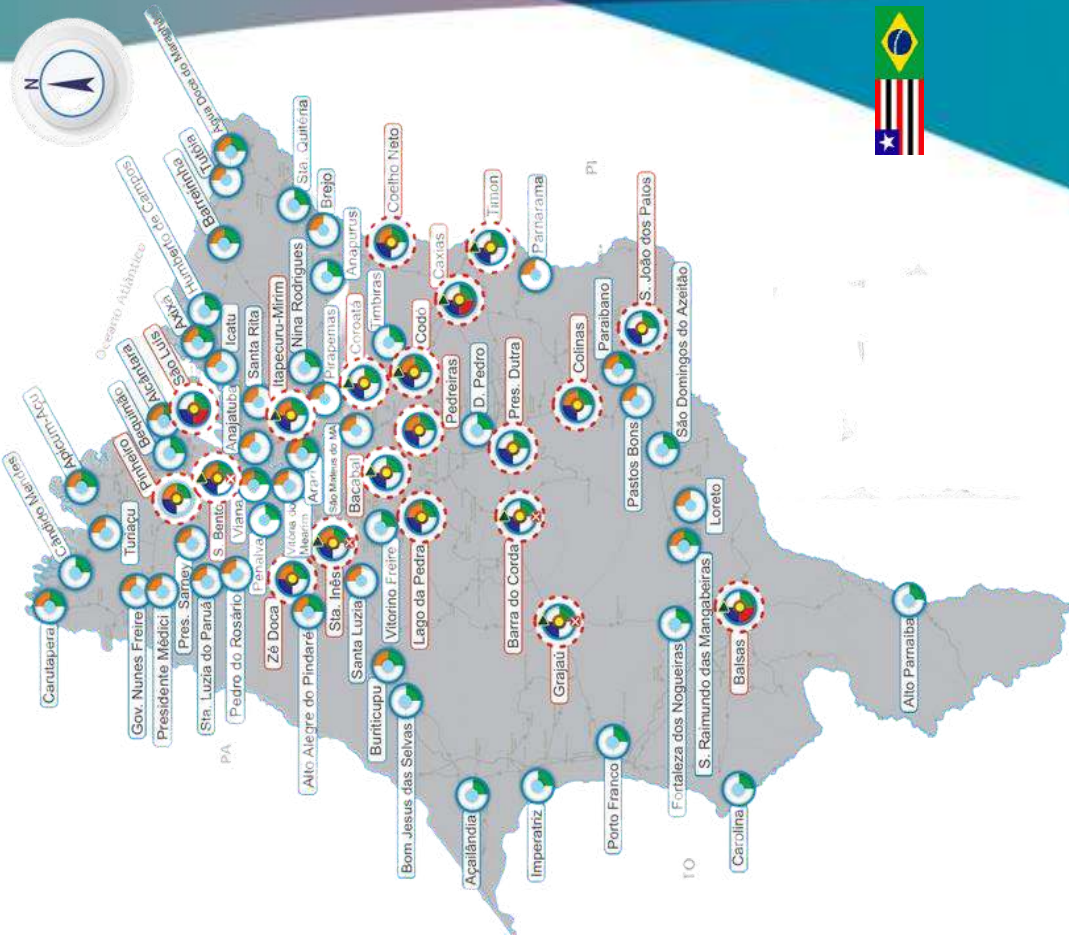 N
Água Doce do Maranhão
Tutóia
Barreirinha
Humberto de Campos
Oceano Atlântico
Axixá
Icatu
São Luís
Alcântara
Bequimão
Pinheiro
Apicum-Açu
Cândido Mendes
Turiaçu
Carutapera
Gov. Nunes Freire
Presidente Médici
Pres. Sarney
Sta. Luzia do Paruá
Pedro do Rosário
PA
S. Bento
Viana
Penalva
Anajatuba
Santa Rita
Itapecuru-Mirim
Nina Rodrigues
Sta. Quitéria
Brejo
Anapurus
Coelho Neto
Pirapemas
Coroatá
Timbiras
Codó
Caxias
Timon
PI
Parnarama
Arari
Vitória do
Mearim
São Mateus do MA
Bacabal
Pedreiras
D. Pedro
Pres. Dutra
Zé Doca
Alto Alegre do Pindaré
Sta. Inês
Santa Luzia
Vitorino Freire
Lago da Pedra
Buriticupu
Bom Jesus das Selvas
Açailândia
Imperatriz
Barra do Corda
Grajaú
Colinas
Paraibano
S. João dos Patos
Pastos Bons
São Domingos do Azeitão
Loreto
S. Raimundo das Mangabeiras
Fortaleza dos Nogueiras
Porto Franco
TO
Carolina
Balsas
Alto Parnaiba